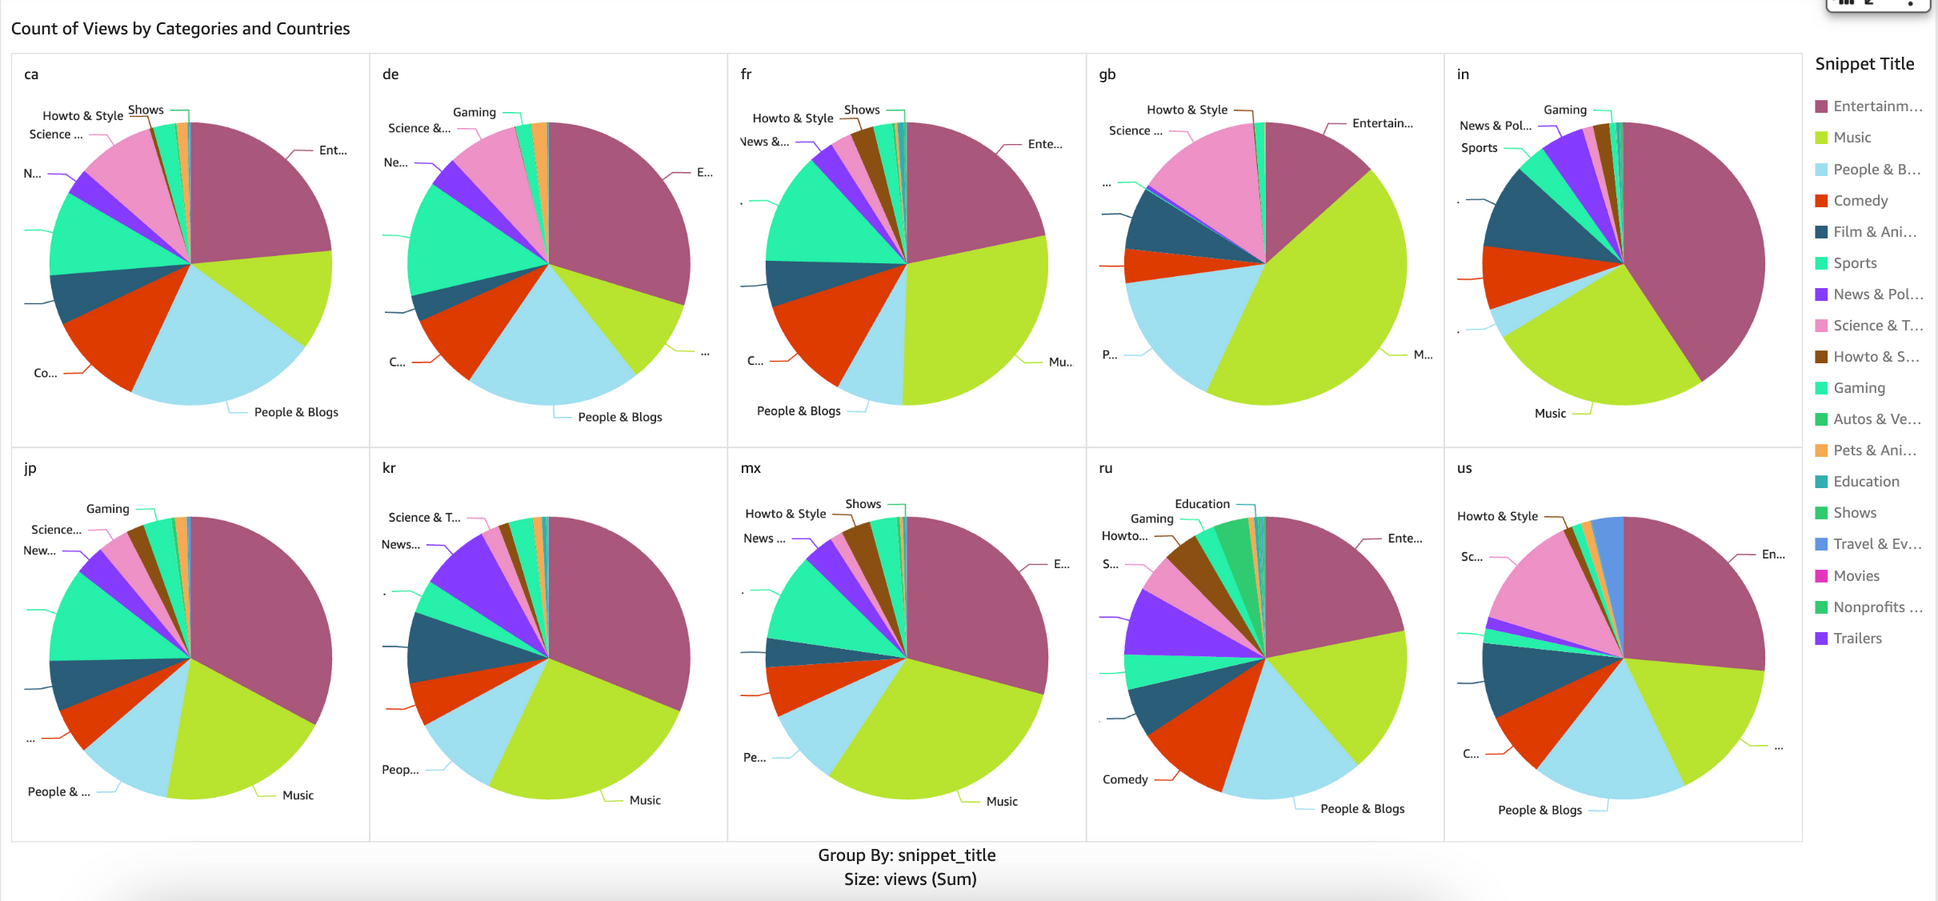 Count of Views by Categories and Countries
ca
Shows
Howto & Style
Science ...
N...
Co...
Ent...
People & Blogs
de
Gaming
Science &...
Ne...
C...
E...
...
People & Blogs
fr
Shows
Howto & Style
News &...
.
C...
Ente...
Mu...
People & Blogs
gb
Howto & Style
Science ...
...
P...
Entertain...
M...
in
Gaming
News & Pol...
Sports
.
.
Music
jp
Gaming
Science...
New...
...
People & ...
Music
kr
Science & T...
News...
.
Peop...
Music
mx
Shows
Howto & Style
News ...
.
Pe...
E...
Music
ru
Education
Gaming
Howto...
S...
.
Comedy
Ente...
People & Blogs
us
Howto & Style
Sc...
C...
En...
...
People & Blogs
Snippet Title
Entertainm...
Music
People & B...
Comedy
Film & Ani...
Sports
News & Pol...
Science & T...
Howto & S...
Gaming
Autos & Ve...
Pets & Ani...
Education
Shows
Travel & Ev...
Movies
Nonprofits ...
Trailers
Group By: snippet_title
Size: views (Sum)